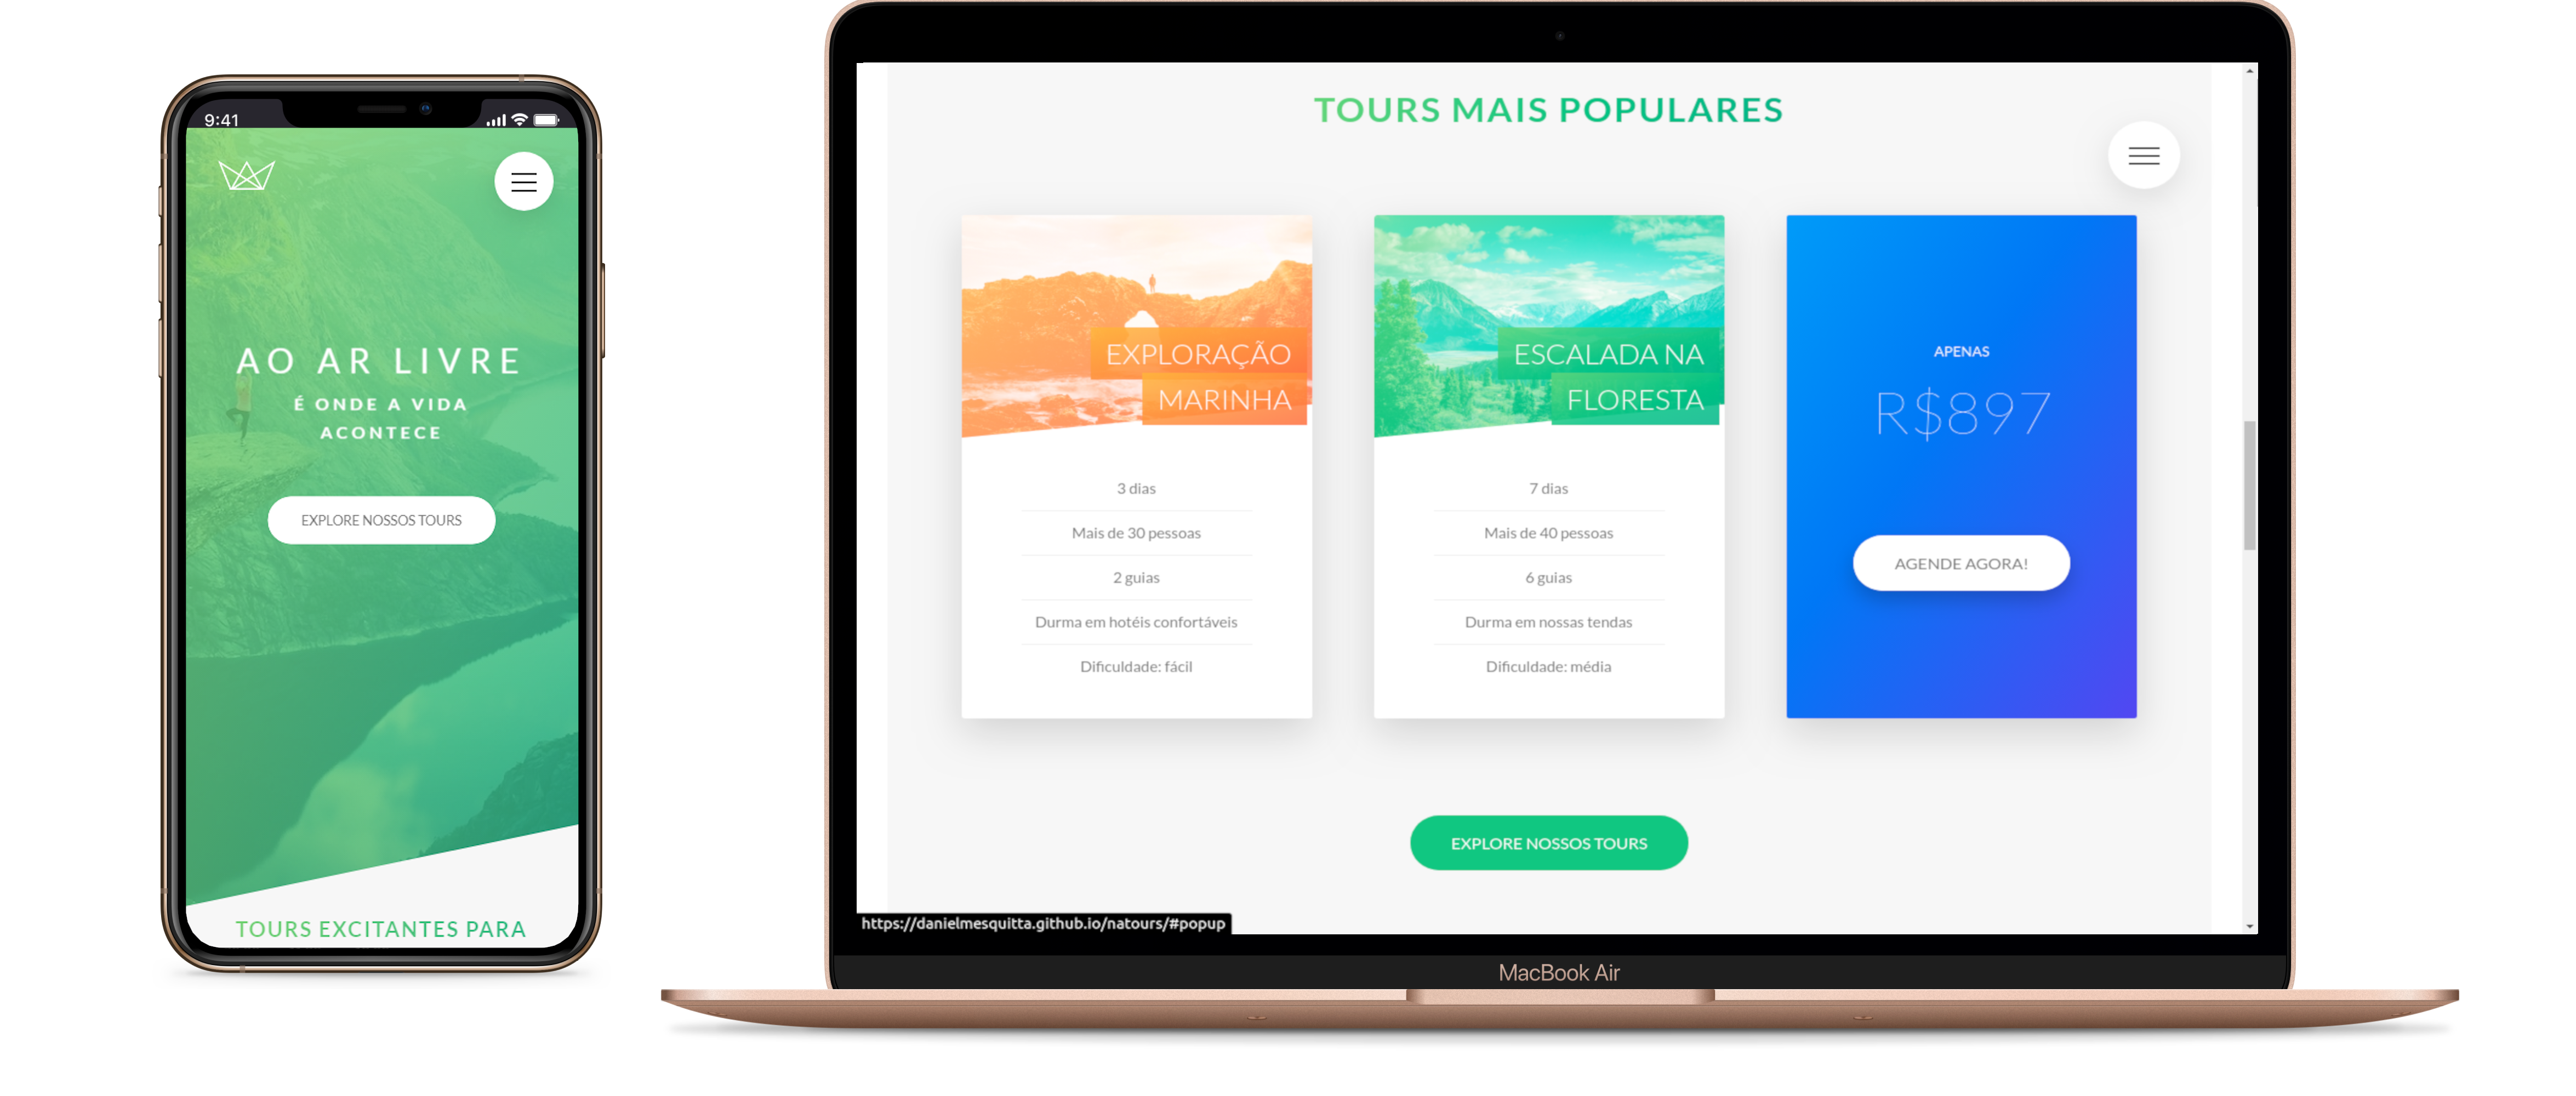 9:41
AO AR LIVRE
É ONDE A VIDA
ACONTECE
EXPLORE NOSSOS TOURS
TOURS EXCITANTES PARA
TOURS MAIS POPULARES
EXPLORAÇÃO
MARINHA
3 dias
Mais de 30 pessoas
2 guias
Durma em hotéis confortáveis
Dificuldade: fácil
ESCALADA NA
FLORESTA
7 dias
Mais de 40 pessoas
6 guias
Durma em nossas tendas
Dificuldade: média
APENAS
R$897
AGENDE AGORA!
EXPLORE NOSSOS TOURS
https://danielmesquitta.github.io/natours/#popup
MacBook Air